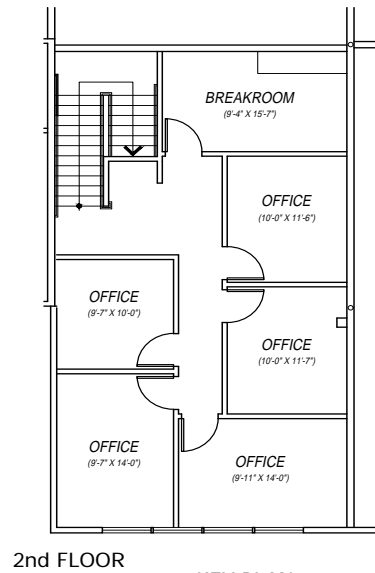 BREAKROOM
(9'-4" X 15'-7")
OFFICE
(10'-0" X 11'-6")
OFFICE
(9'-7" X 10'-0")
OFFICE
(10'-0" X 11'-7")
OFFICE
(9'-7" X 14'-0")
OFFICE
(9'-11" X 14'-0")
2nd FLOOR